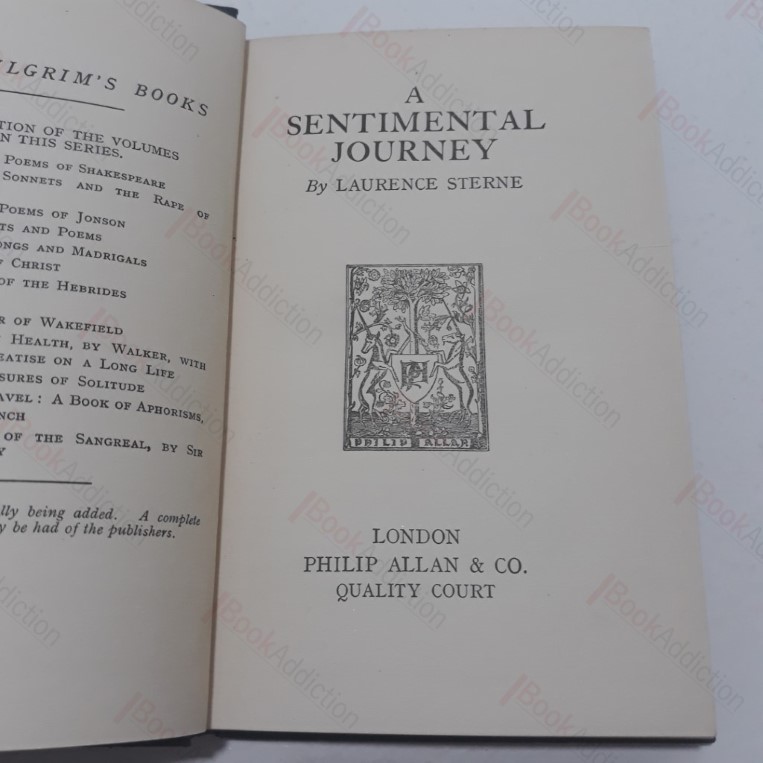 LGRIM'S BOOKS
TION OF THE VOLUMES
N THIS SERIES.
POEMS OF SHAKESPEARE
SONNETS AND THE RAPE OF
POEMS OF JONSON
TS AND POEMS
ONGS AND MADRIGALS
F CHRIST
OF THE HEBRIDES
R OF WAKEFIELD
HEALTH, BY WALKER, WITH
EATISE ON A LONG LIFE
SURES OF SOLITUDE
AVEL: A BOOK OF APHORISMS,
NCH
OF THE SANGREAL, BY SIR
Y
lly being added. A complete
y be had of the publishers.
A
SENTIMENTAL
JOURNEY
By LAURENCE STERNE
PHILIP ALLAN
LONDON
PHILIP ALLAN & CO.
QUALITY COURT
BookAddiction